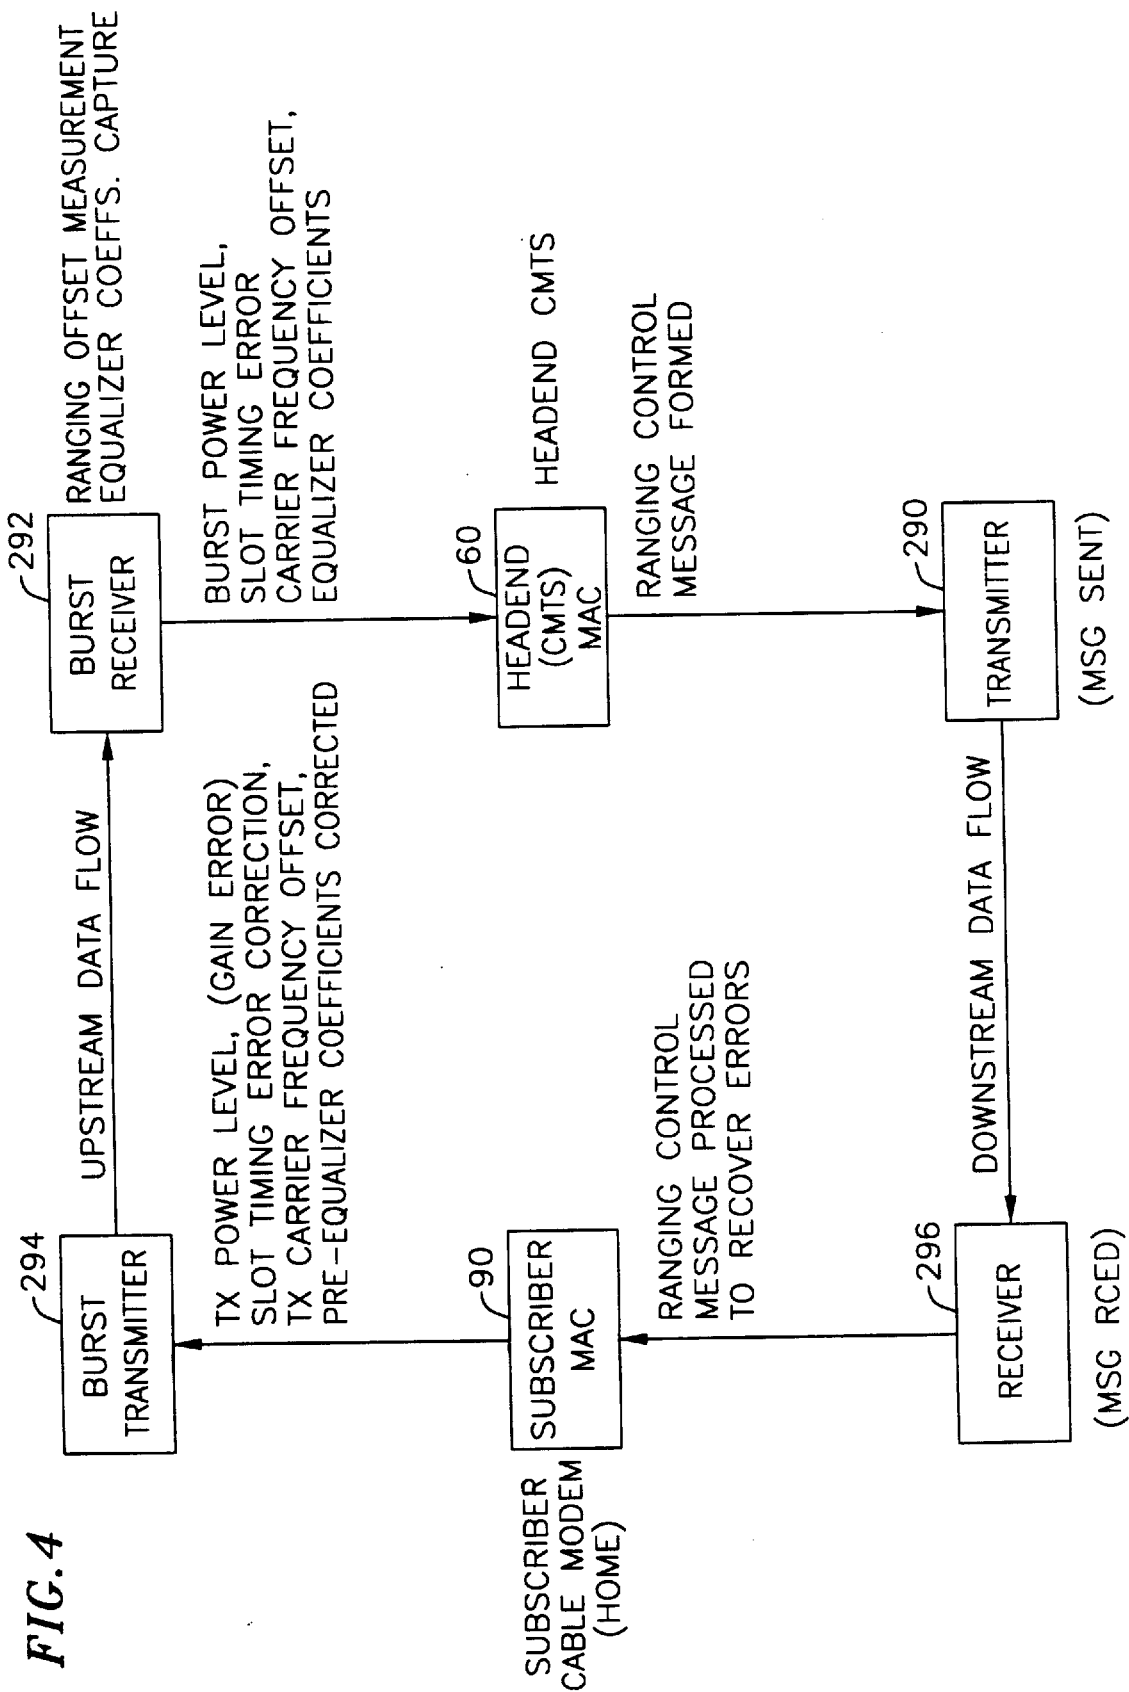 FIG. 4
294
BURST
TRANSMITTER
UPSTREAM DATA FLOW
292
BURST
RECEIVER
RANGING OFFSET MEASUREMENT
EQUALIZER COEFFS. CAPTURE
TX POWER LEVEL, (GAIN ERROR)
SLOT TIMING ERROR CORRECTION,
TX CARRIER FREQUENCY OFFSET,
PRE-EQUALIZER COEFFICIENTS CORRECTED
BURST POWER LEVEL,
SLOT TIMING ERROR
CARRIER FREQUENCY OFFSET,
EQUALIZER COEFFICIENTS
SUBSCRIBER
CABLE MODEM
(HOME)
90
SUBSCRIBER
MAC
60
HEADEND
(CMTS)
MAC
HEADEND CMTS
RANGING CONTROL
MESSAGE PROCESSED
TO RECOVER ERRORS
RANGING CONTROL
MESSAGE FORMED
296
RECEIVER
(MSG RCED)
DOWNSTREAM DATA FLOW
290
TRANSMITTER
(MSG SENT)